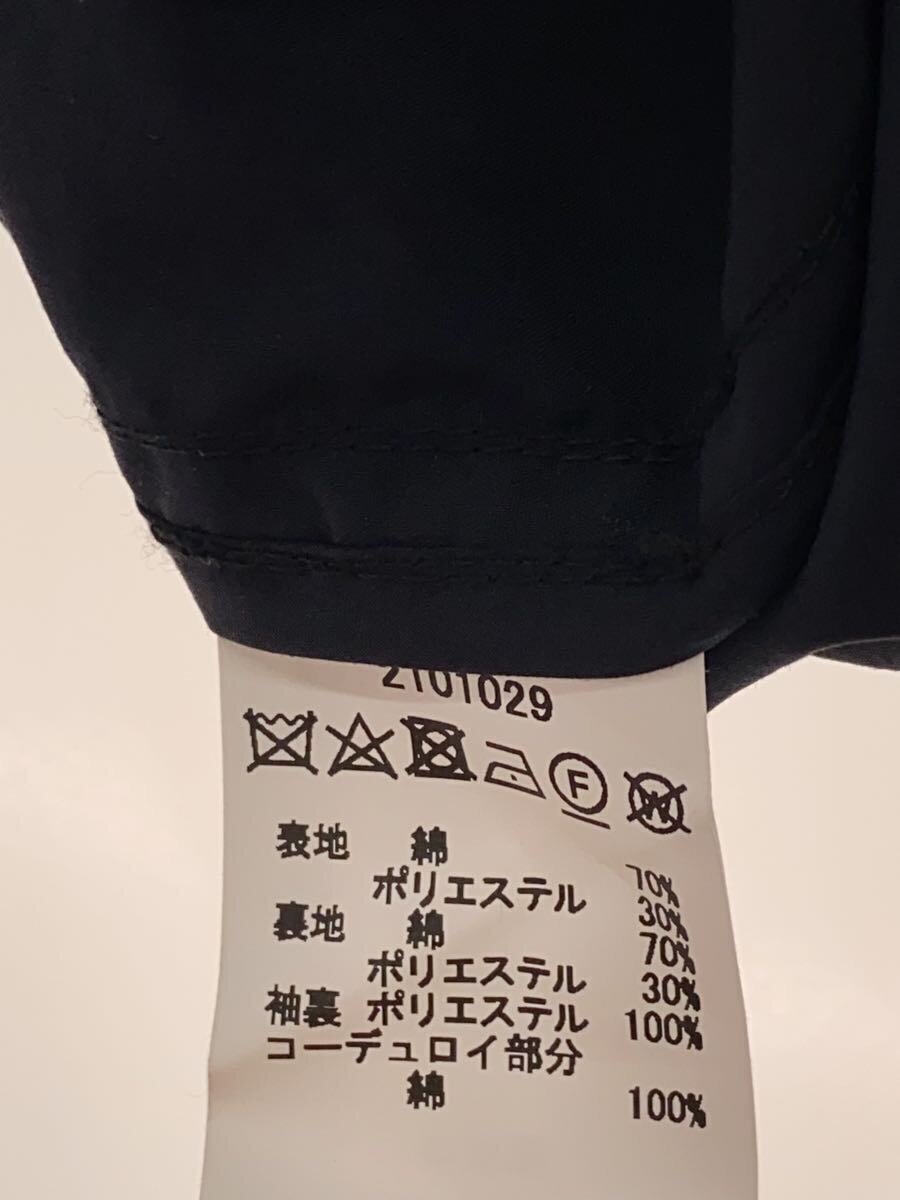 2101029
F
W
表地 綿 70%
ポリエステル 30%
裏地 綿 70%
ポリエステル 30%
袖裏 ポリエステル 100%
コーデュロイ部分
綿 100%